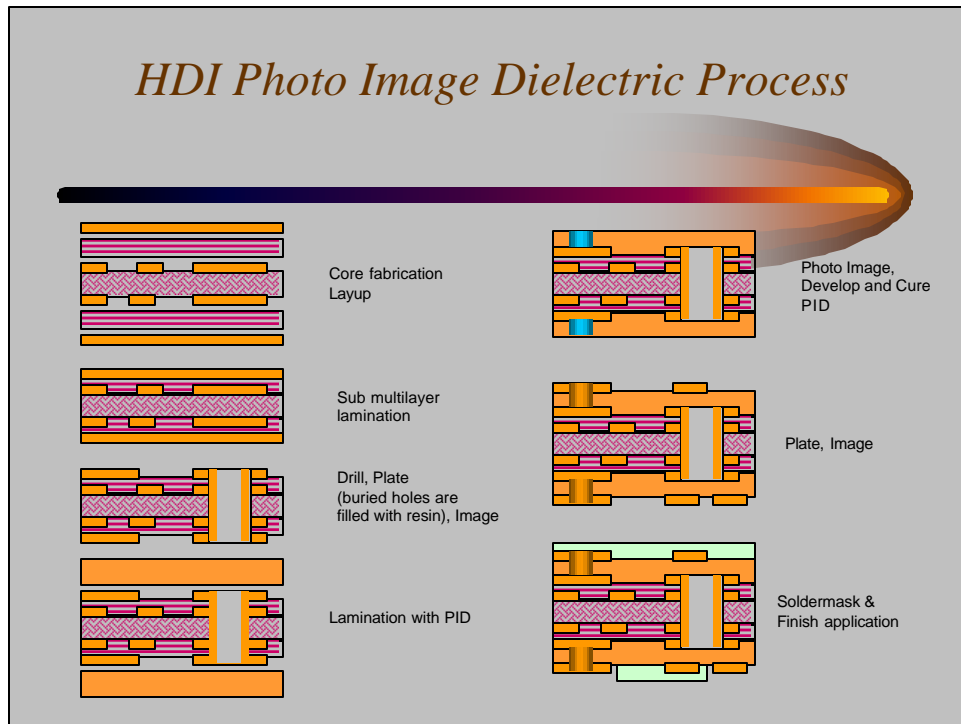 HDI Photo Image Dielectric Process
Core fabrication
Layup
Sub multilayer
lamination
Drill, Plate
(buried holes are
filled with resin), Image
Lamination with PID
Photo Image,
Develop and Cure
PID
Plate, Image
Soldermask &
Finish application